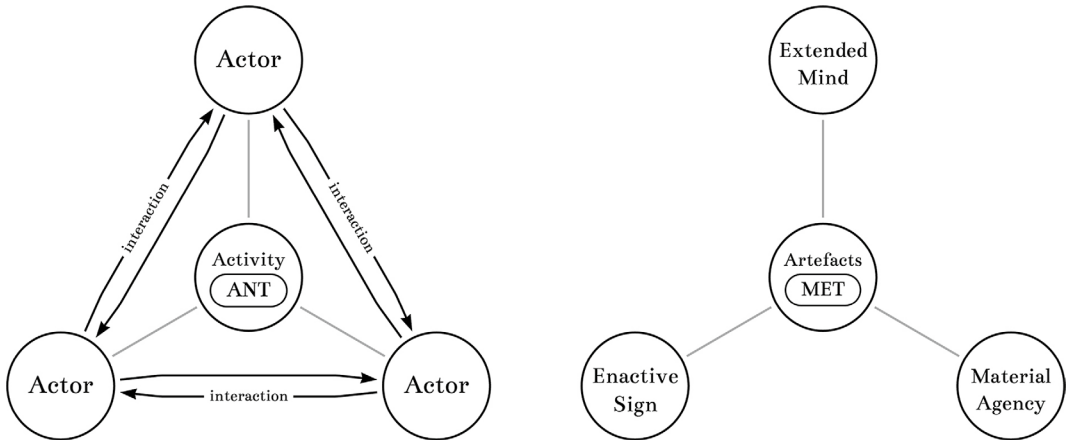 Actor
interaction
interaction
Activity
ANT
Actor
interaction
Actor
Extended
Mind
Artefacts
MET
Enactive
Sign
Material
Agency